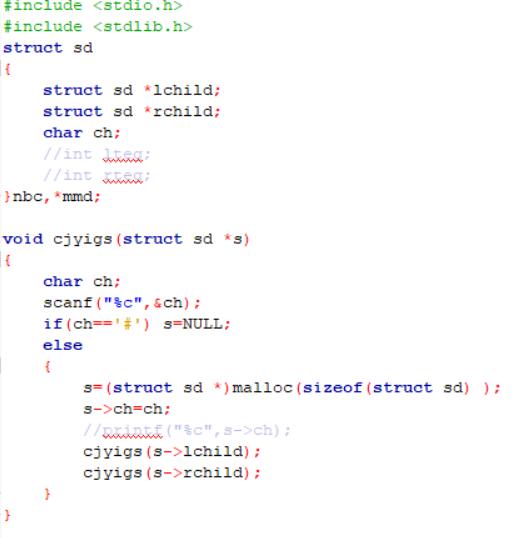 #include <stdio.h>
#include <stdlib.h>
struct sd
{
struct sd *lchild;
struct sd *rchild;
char ch;
//int lteg;
//int rteg;
}nbc,*mmd;
void cjyigs(struct sd *s)
{
char ch;
scanf("%c",&ch);
if(ch=='#') s=NULL;
else
{
s=(struct sd *)malloc(sizeof(struct sd) );
s->ch=ch;
//printf("%c",s->ch);
cjyigs(s->lchild);
cjyigs(s->rchild);
}
}